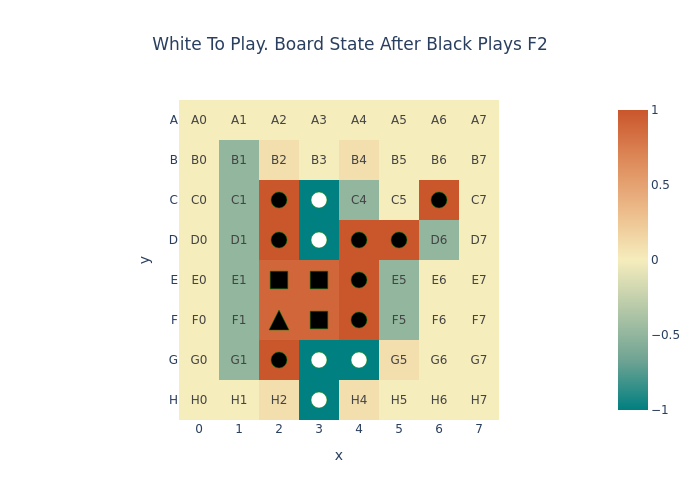 White To Play. Board State After Black Plays F2
A A0 A1 A2 A3 A4 A5 A6 A7
B B0 B1 B2 B3 B4 B5 B6 B7
C C0 C1 C4 C5 C7
D D0 D1 D6 D7
E E0 E1 E5 E6 E7
F F0 F1 F5 F6 F7
G G0 G1 G5 G6 G7
H H0 H1 H2 H4 H5 H6 H7
0 1 2 3 4 5 6 7
x
y
1
0.5
0
−0.5
−1